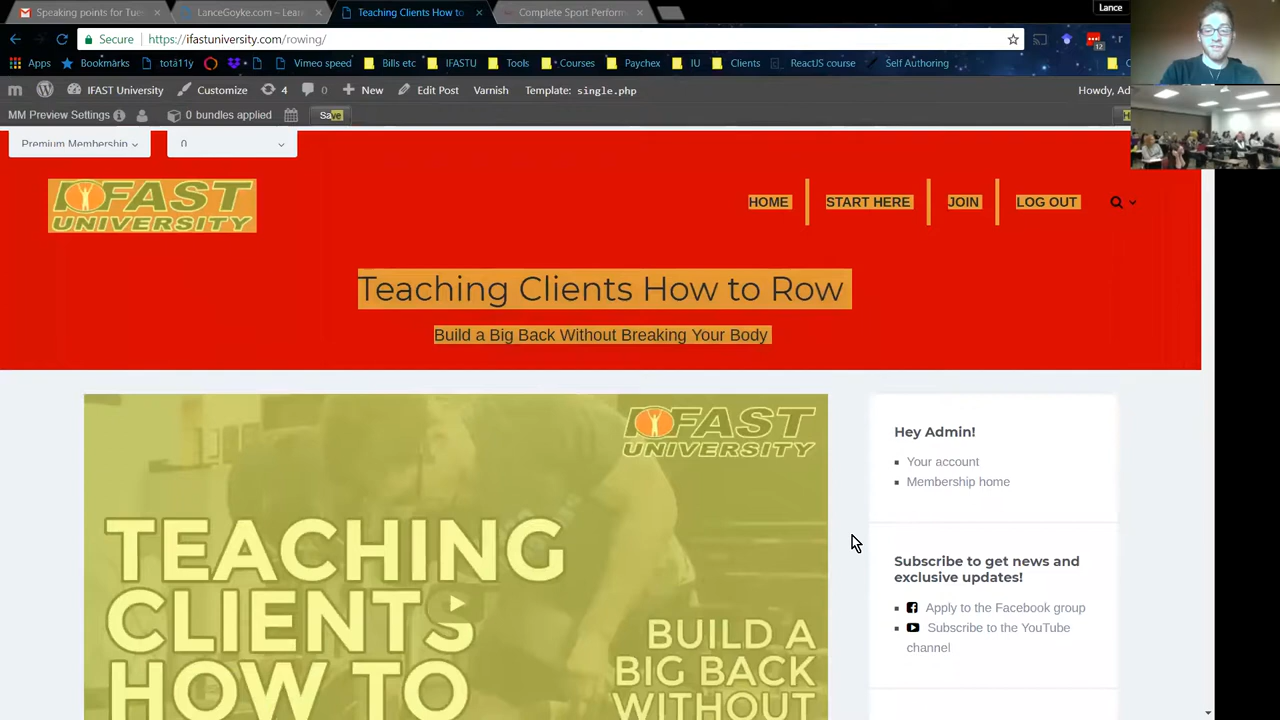 Speaking points for Tues
LanceGoyke.com – Learn
Teaching Clients How to
Complete Sport Perform
Lance
Secure
https://ifastuniversity.com/rowing/
12
Apps
Bookmarks
tota11y
Vimeo speed
Bills etc
IFASTU
Tools
Courses
Paychex
IU
Clients
ReactJS course
Self Authoring
IFAST University
Customize
4
0
New
Edit Post
Varnish
Template: single.php
Howdy, Ad
MM Preview Settings
0 bundles applied
Save
Premium Membership
0
IFAST
UNIVERSITY
HOME
START HERE
JOIN
LOG OUT
Teaching Clients How to Row
Build a Big Back Without Breaking Your Body
IFAST
UNIVERSITY
TEACHING
CLIENTS
HOW TO
BUILD A
BIG BACK
WITHOUT
Hey Admin!
Your account
Membership home
Subscribe to get news and
exclusive updates!
Apply to the Facebook group
Subscribe to the YouTube
channel